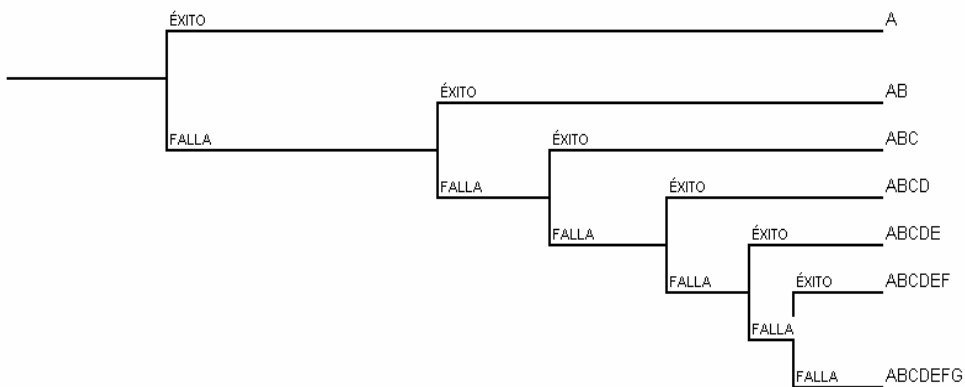 ÉXITO A
ÉXITO AB
FALLA ÉXITO ABC
FALLA ÉXITO ABCD
FALLA ÉXITO ABCDE
FALLA ÉXITO ABCDEF
FALLA
FALLA ABCDEFG